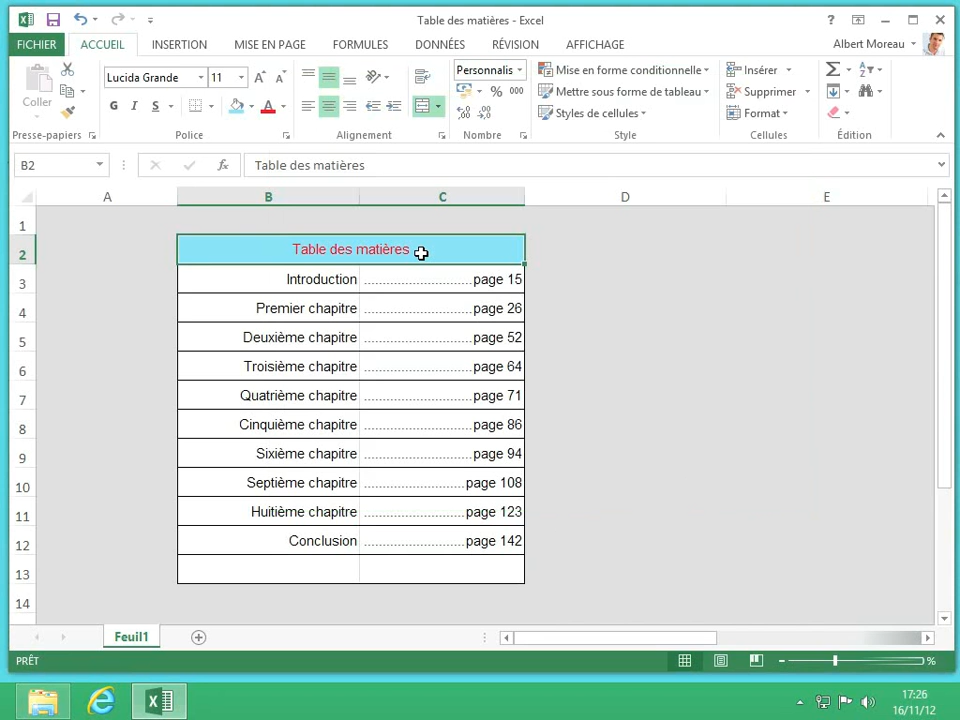 Table des matières - Excel
FICHIER ACCUEIL INSERTION MISE EN PAGE FORMULES DONNÉES RÉVISION AFFICHAGE Albert Moreau
Coller
Lucida Grande 11
G I S A
Personnalis
% 000
Mise en forme conditionnelle
Mettre sous forme de tableau
Styles de cellules
Insérer
Supprimer
Format
Presse-papiers Police Alignement Nombre Style Cellules Édition
B2 fx Table des matières
A B C D E
1
2 Table des matières
3 Introduction ............................. page 15
4 Premier chapitre ............................. page 26
5 Deuxième chapitre ............................. page 52
6 Troisième chapitre ............................. page 64
7 Quatrième chapitre ............................. page 71
8 Cinquième chapitre ............................. page 86
9 Sixième chapitre ............................. page 94
10 Septième chapitre ........................... page 108
11 Huitième chapitre ........................... page 123
12 Conclusion ........................... page 142
13
14
Feuil1
PRÊT %
17:26
16/11/12